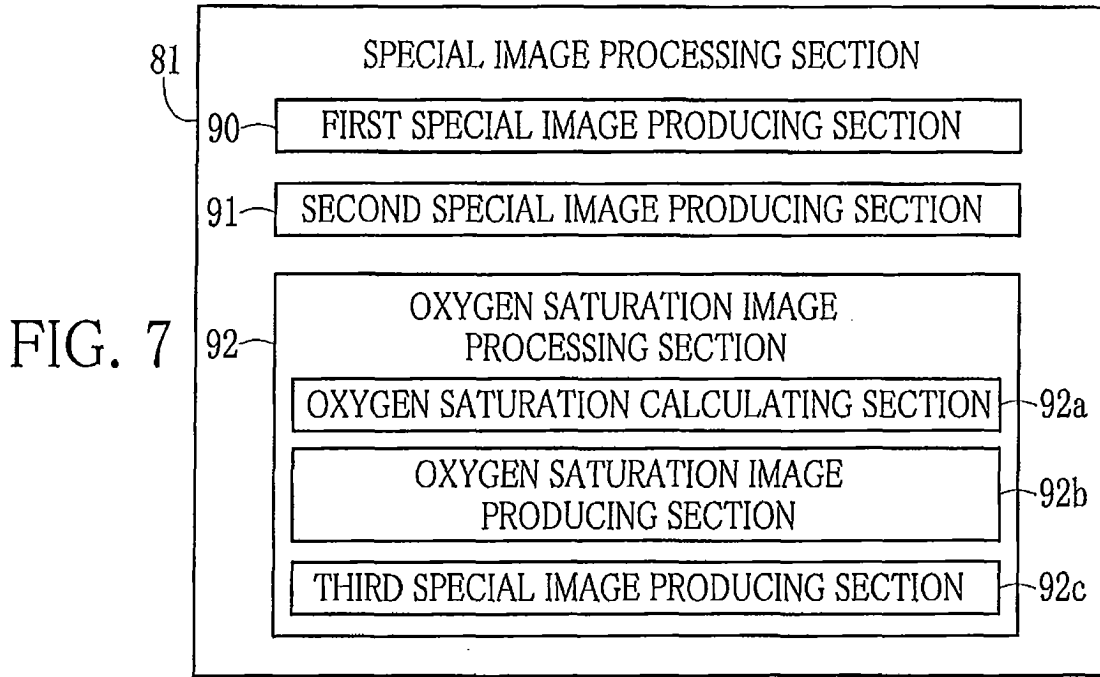 81
SPECIAL IMAGE PROCESSING SECTION
90
FIRST SPECIAL IMAGE PRODUCING SECTION
91
SECOND SPECIAL IMAGE PRODUCING SECTION
FIG. 7
92
OXYGEN SATURATION IMAGE
PROCESSING SECTION
OXYGEN SATURATION CALCULATING SECTION
92a
OXYGEN SATURATION IMAGE
PRODUCING SECTION
92b
THIRD SPECIAL IMAGE PRODUCING SECTION
92c